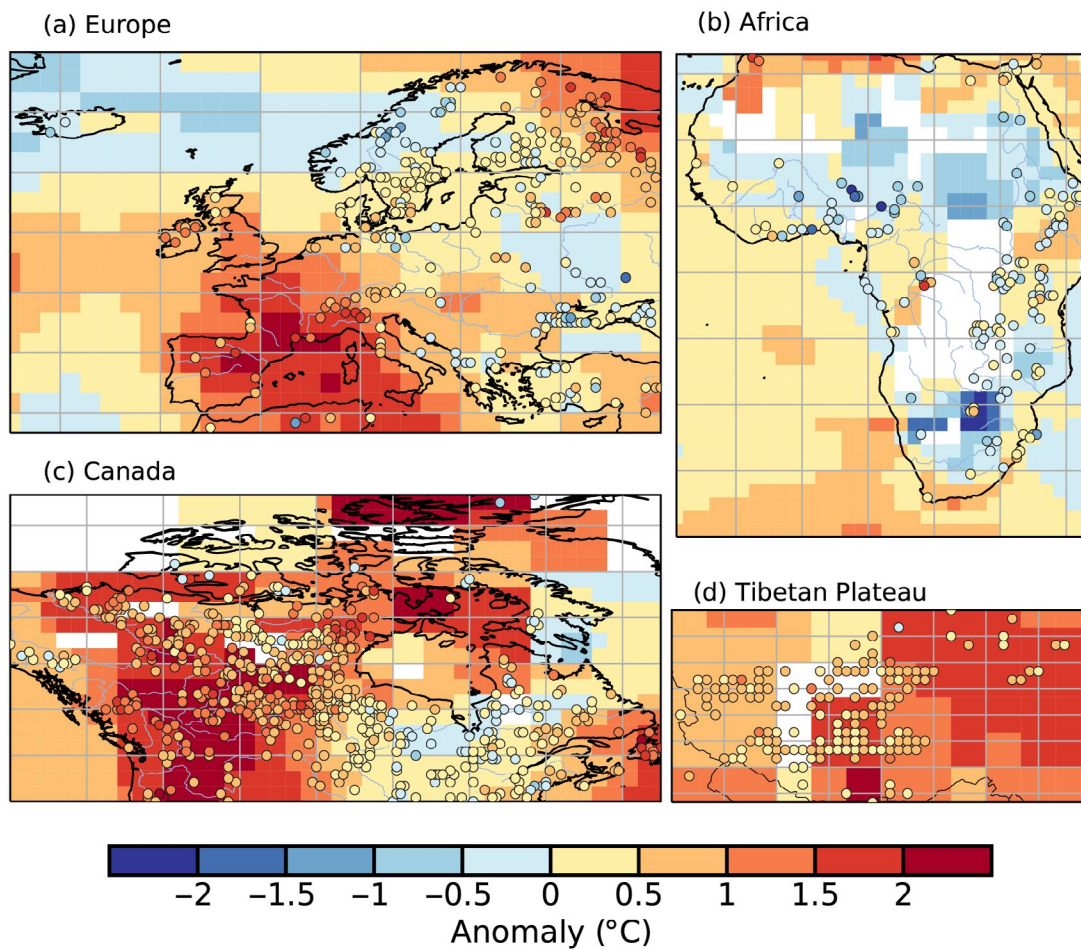 (a) Europe
(b) Africa
(c) Canada
(d) Tibetan Plateau
−2 −1.5 −1 −0.5 0 0.5 1 1.5 2
Anomaly (°C)